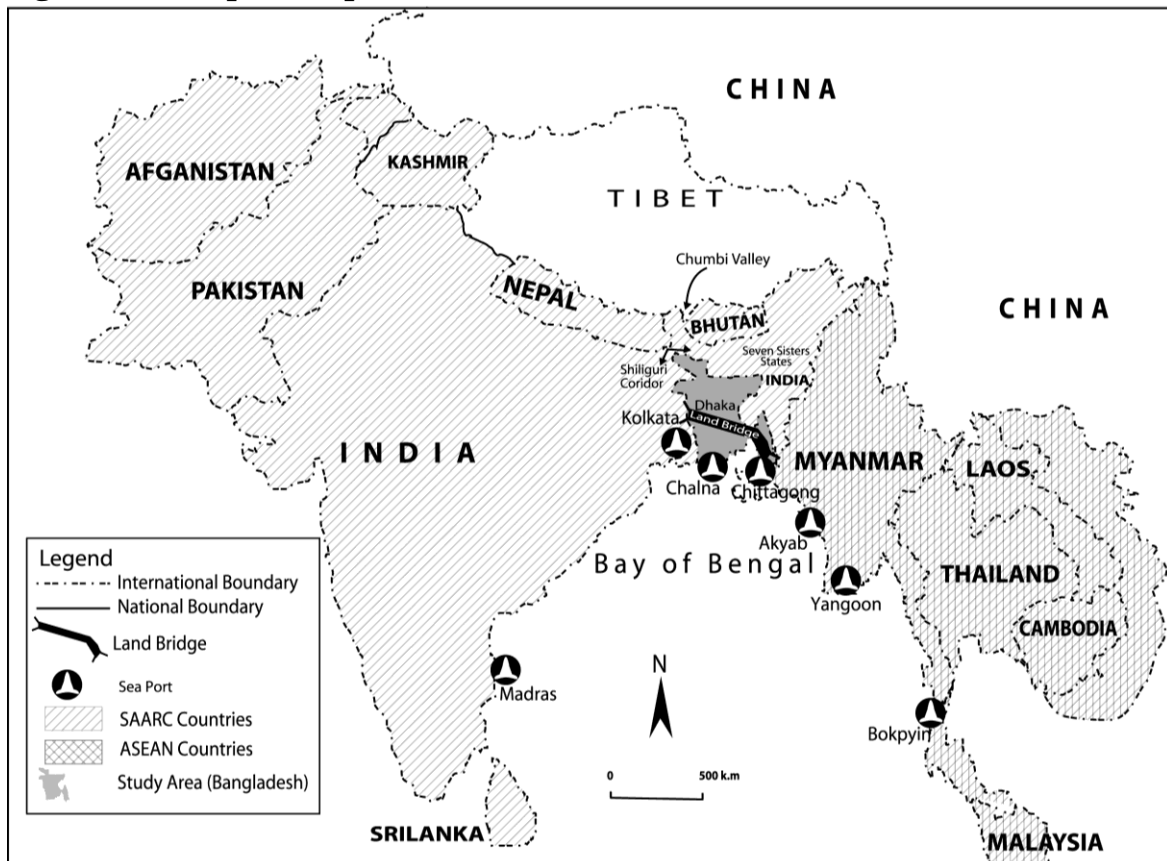 CHINA
AFGANISTAN
KASHMIR
TIBET
Chumbi Valley
PAKISTAN
NEPAL
BHUTAN
CHINA
Seven Sisters
States
Shiliguri
Coridor
INDIA
Dhaka
Kolkata
Land Bridge
INDIA
MYANMAR
LAOS
Chalna
Chittagong
Akyab
Bay of Bengal
THAILAND
Yangoon
CAMBODIA
Legend
International Boundary
National Boundary
Land Bridge
Sea Port
SAARC Countries
ASEAN Countries
Study Area (Bangladesh)
N
Madras
Bokpyin
0 500 k.m
SRILANKA
MALAYSIA